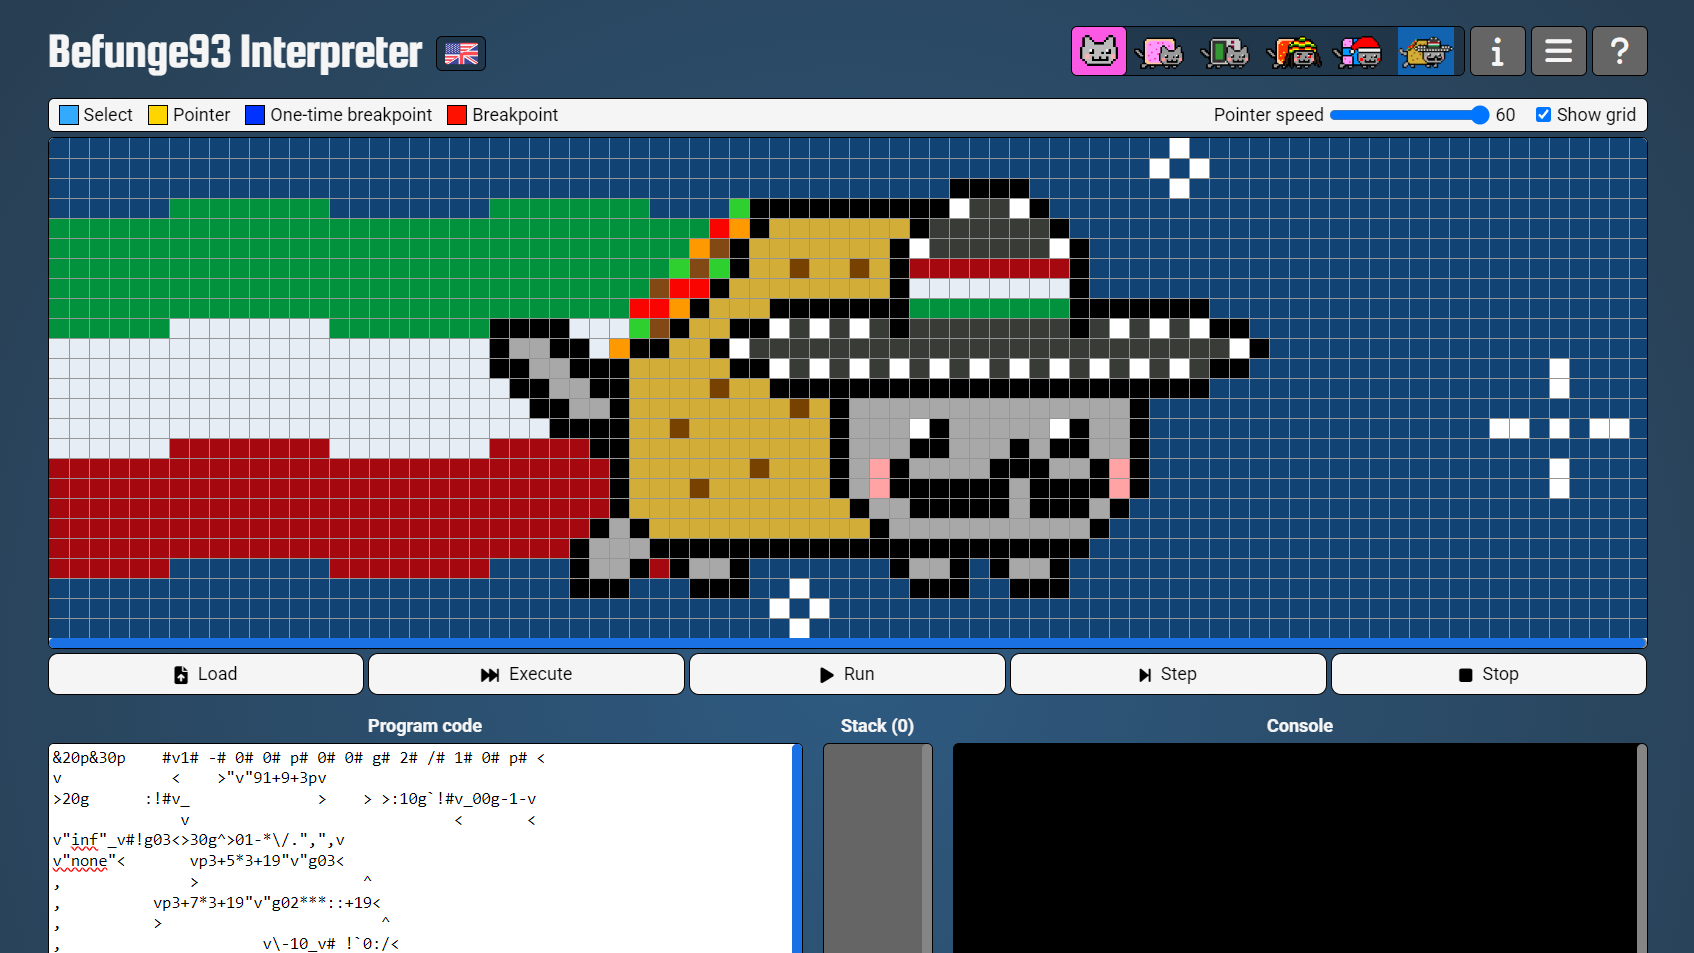 Befunge93 Interpreter
i ?
Select Pointer One-time breakpoint Breakpoint Pointer speed 60 Show grid
Load Execute Run Step Stop
Program code Stack (0) Console
&20p&30p    #v1# -# 0# 0# p# 0# 0# g# 2# /# 1# 0# p# <
v            <    >"v"91+9+3pv
>20g      :!#v_              >    > >:10g`!#v_00g-1-v
              v                             <       <
v"inf"_v#!g03<>30g^>01-*\/.",",v
v"none"<       vp3+5*3+19"v"g03<
,              >                  ^
,          vp3+7*3+19"v"g02***::+19<
,          >                        ^
,                      v\-10_v# !`0:/<